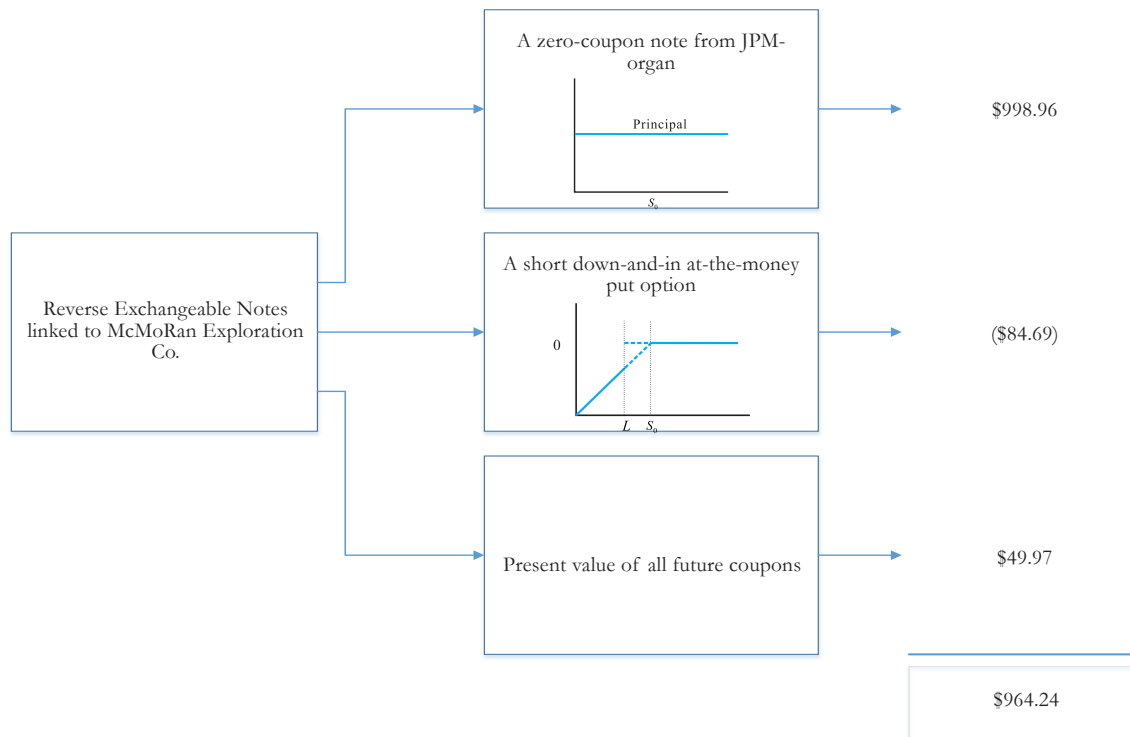 A zero-coupon note from JPM-
organ
Principal
S₀
$998.96
Reverse Exchangeable Notes
linked to McMoRan Exploration
Co.
A short down-and-in at-the-money
put option
0
L S₀
($84.69)
Present value of all future coupons
$49.97
$964.24